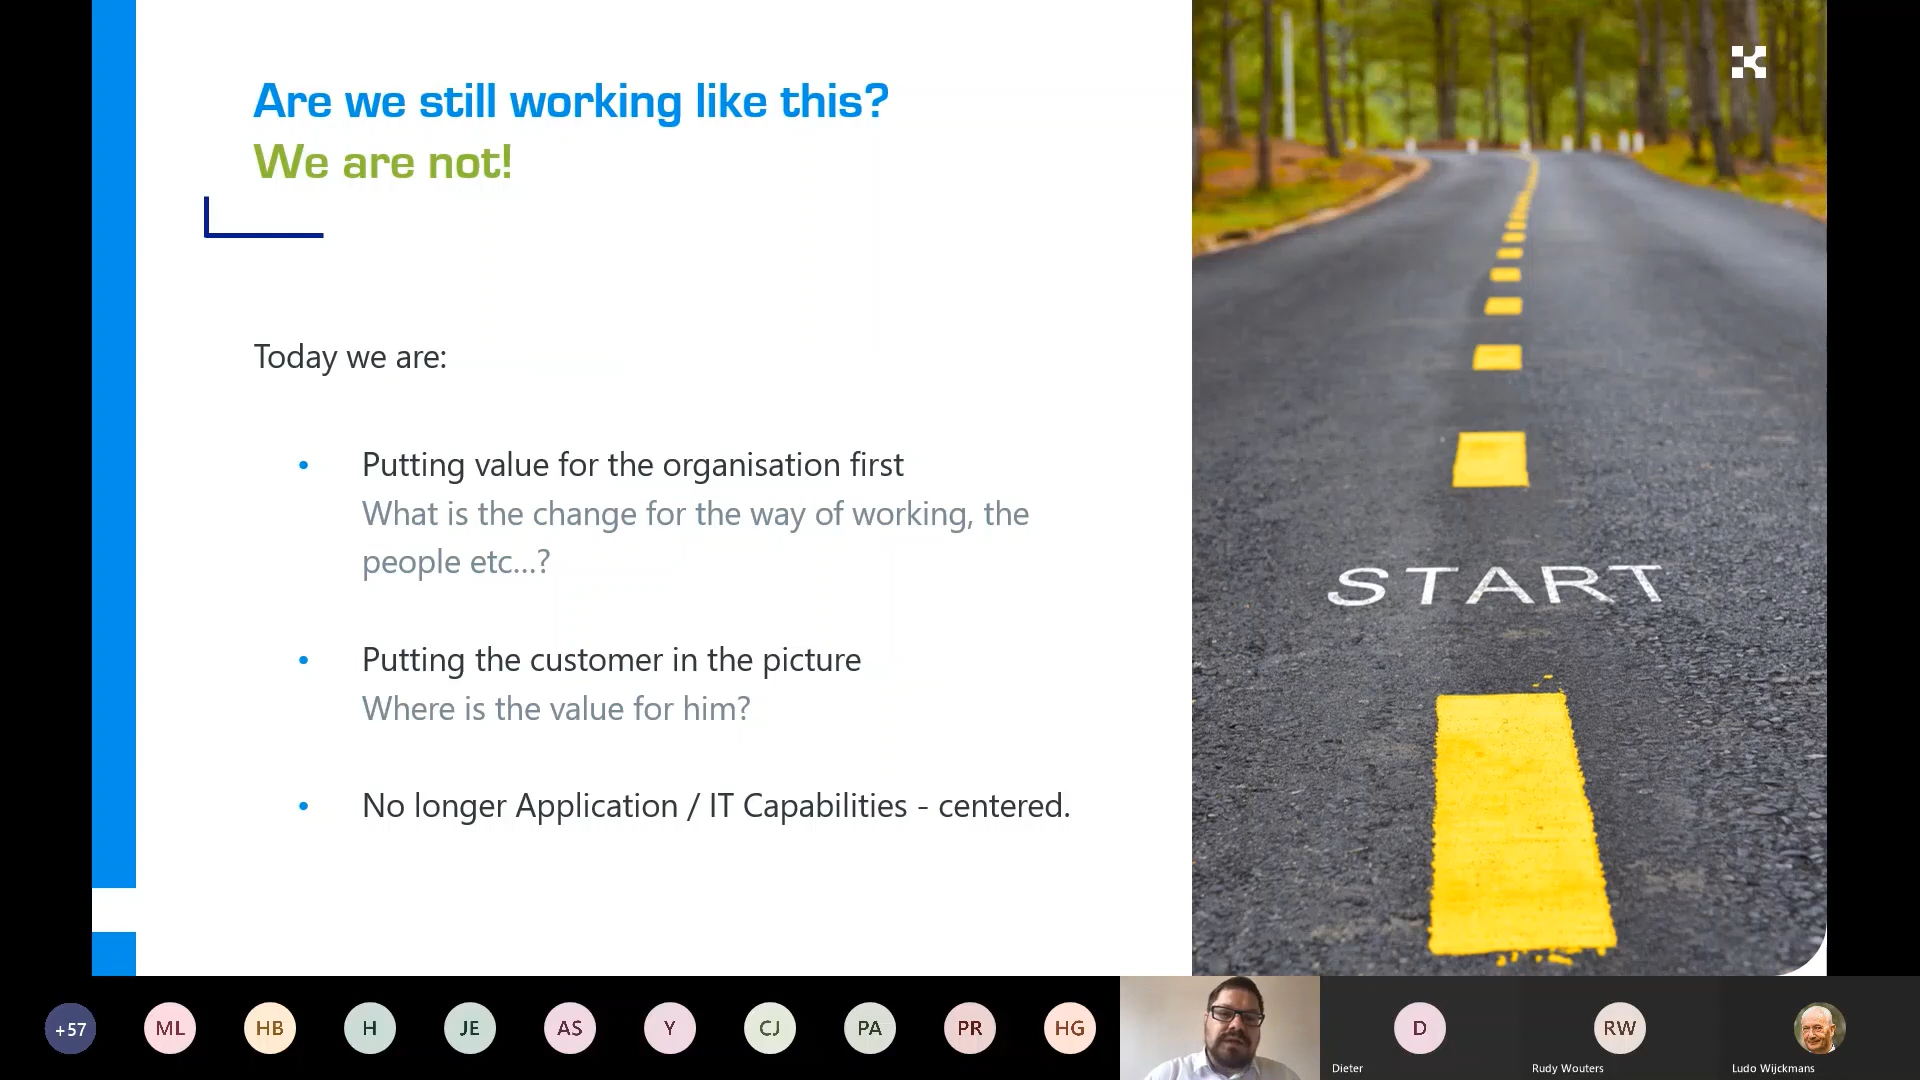 Are we still working like this?
We are not!
Today we are:
• Putting value for the organisation first
What is the change for the way of working, the
people etc...?
• Putting the customer in the picture
Where is the value for him?
• No longer Application / IT Capabilities - centered.
START
+57
ML
HB
H
JE
AS
Y
CJ
PA
PR
HG
D
RW
Dieter
Rudy Wouters
Ludo Wijckmans